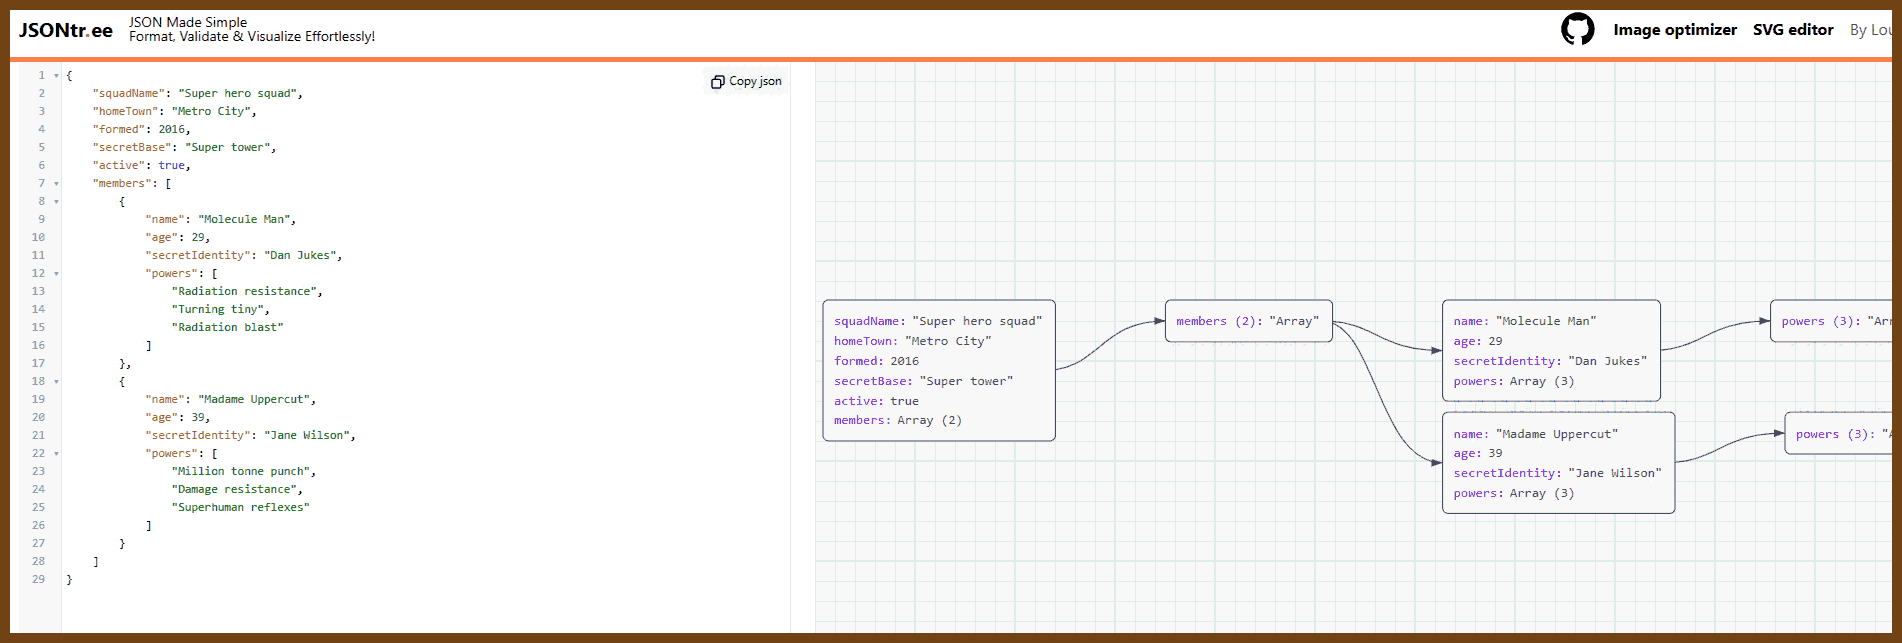 JSONtr.ee
JSON Made Simple
Format, Validate & Visualize Effortlessly!
Image optimizer
SVG editor
By
Copy json
1 {
2 "squadName": "Super hero squad",
3 "homeTown": "Metro City",
4 "formed": 2016,
5 "secretBase": "Super tower",
6 "active": true,
7 "members": [
8 {
9 "name": "Molecule Man",
10 "age": 29,
11 "secretIdentity": "Dan Jukes",
12 "powers": [
13 "Radiation resistance",
14 "Turning tiny",
15 "Radiation blast"
16 ]
17 },
18 {
19 "name": "Madame Uppercut",
20 "age": 39,
21 "secretIdentity": "Jane Wilson",
22 "powers": [
23 "Million tonne punch",
24 "Damage resistance",
25 "Superhuman reflexes"
26 ]
27 }
28 ]
29 }
squadName: "Super hero squad"
homeTown: "Metro City"
formed: 2016
secretBase: "Super tower"
active: true
members: Array (2)
members (2): "Array"
name: "Molecule Man"
age: 29
secretIdentity: "Dan Jukes"
powers: Array (3)
name: "Madame Uppercut"
age: 39
secretIdentity: "Jane Wilson"
powers: Array (3)
powers (3):
powers (3):